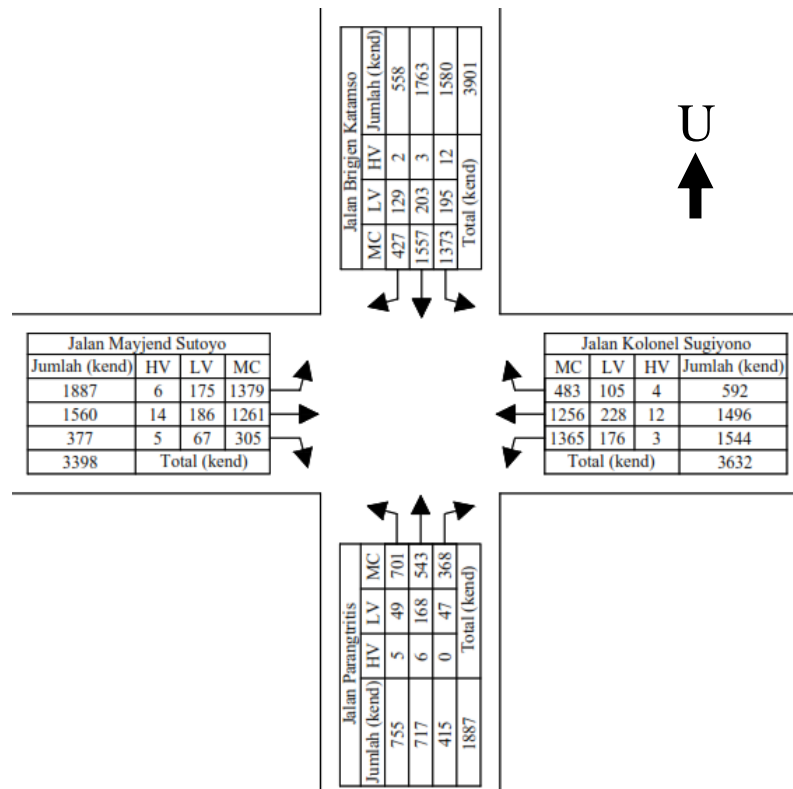 Jalan Brigjen Katamso
MC LV HV Jumlah (kend)
427 129 2 558
1557 203 3 1763
1373 195 12 1580
Total (kend) 3901
U
Jalan Mayjend Sutoyo
Jumlah (kend) HV LV MC
1887 6 175 1379
1560 14 186 1261
377 5 67 305
3398 Total (kend)
Jalan Kolonel Sugiyono
MC LV HV Jumlah (kend)
483 105 4 592
1256 228 12 1496
1365 176 3 1544
Total (kend) 3632
Jalan Parangtritis
Jumlah (kend) HV LV MC
755 5 49 701
717 6 168 543
415 0 47 368
1887 Total (kend)